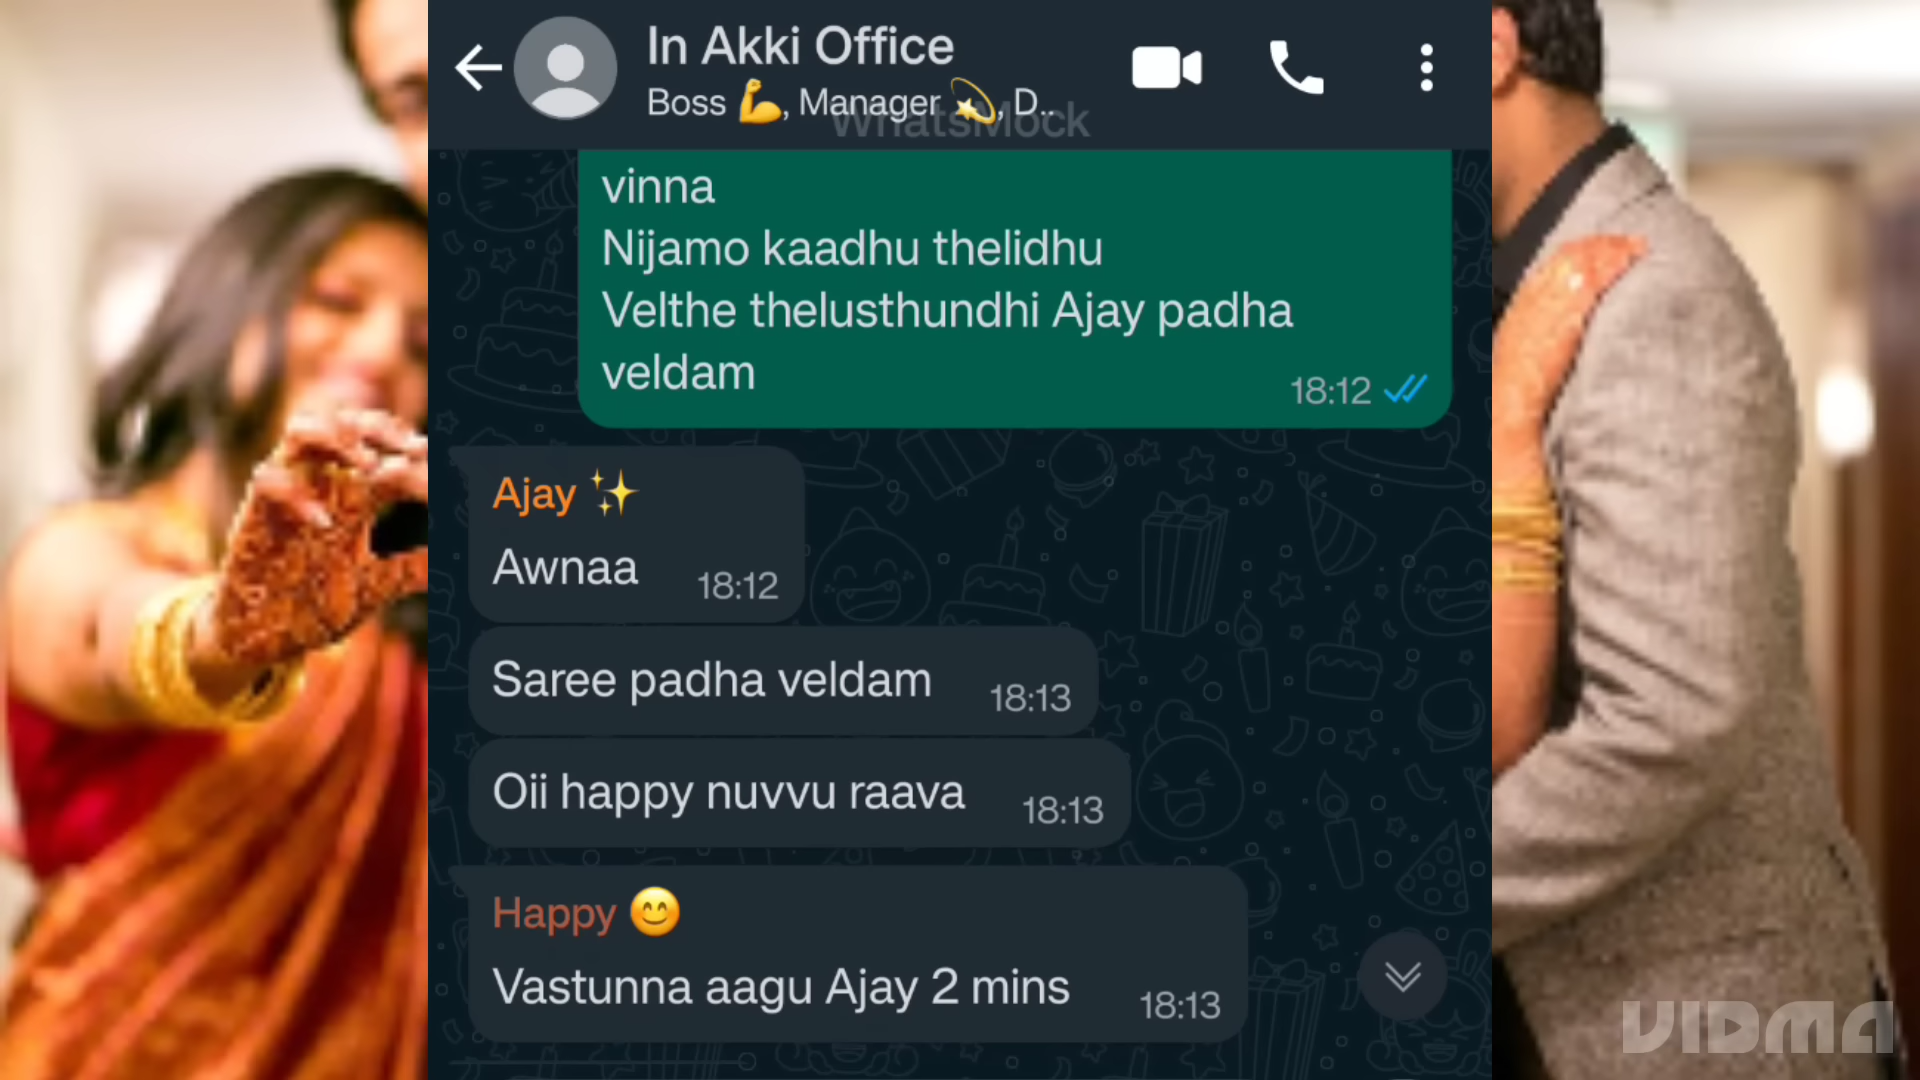 In Akki Office
Boss 💪, Manager 💫, D..
WhatsMock
vinna
Nijamo kaadhu thelidhu
Velthe thelusthundhi Ajay padha
veldam
18:12
Ajay ✨
Awnaa 18:12
Saree padha veldam 18:13
Oii happy nuvvu raava 18:13
Happy 😊
Vastunna aagu Ajay 2 mins 18:13
VIDMA